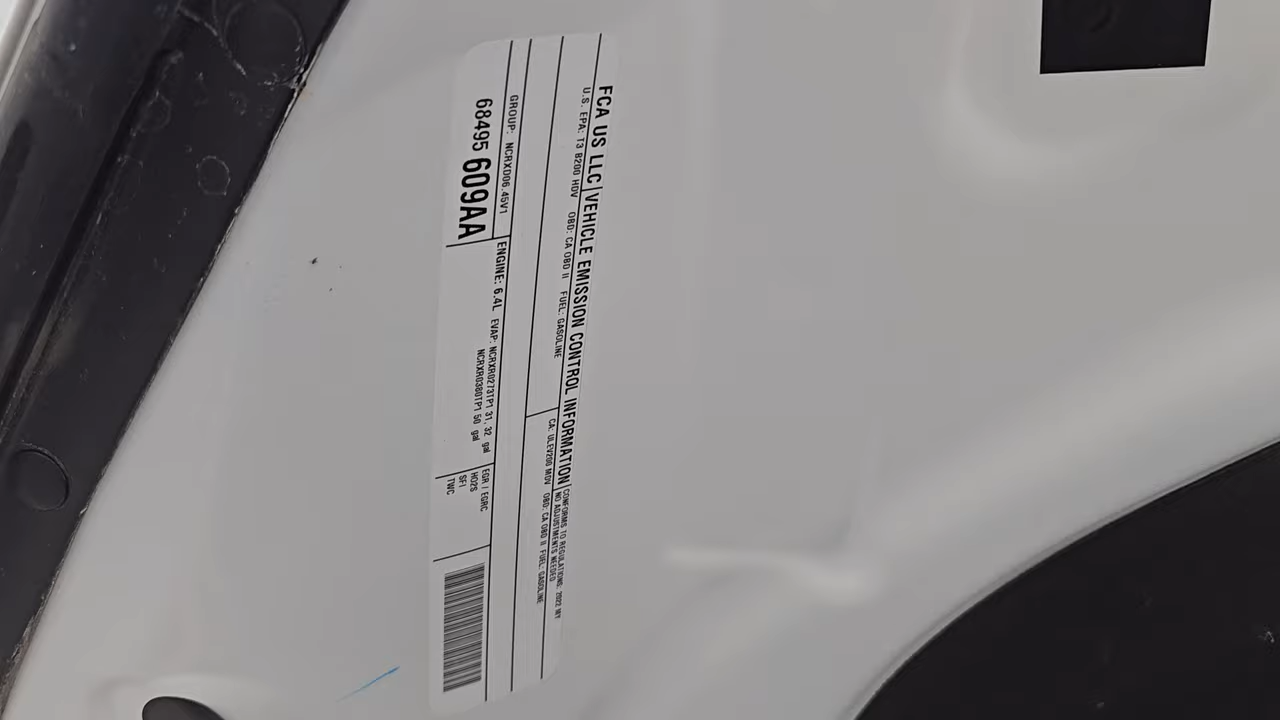 FCA US LLC | VEHICLE EMISSION CONTROL INFORMATION
CONFORMS TO REGULATIONS: 2022 MY
NO ADJUSTMENTS NEEDED
U.S. EPA: T3 B200 HDV OBD: CA OBD II FUEL: GASOLINE
CA: ULEV200 MDV OBD: CA OBD II FUEL: GASOLINE
GROUP: NCRXD06.45V1
ENGINE: 6.4L EVAP: NCRXR0273TP1 31, 32 gal
NCRXR0380TP1 50 gal
EGR / EGRC
HO2S
SFI
TWC
68495 609AA